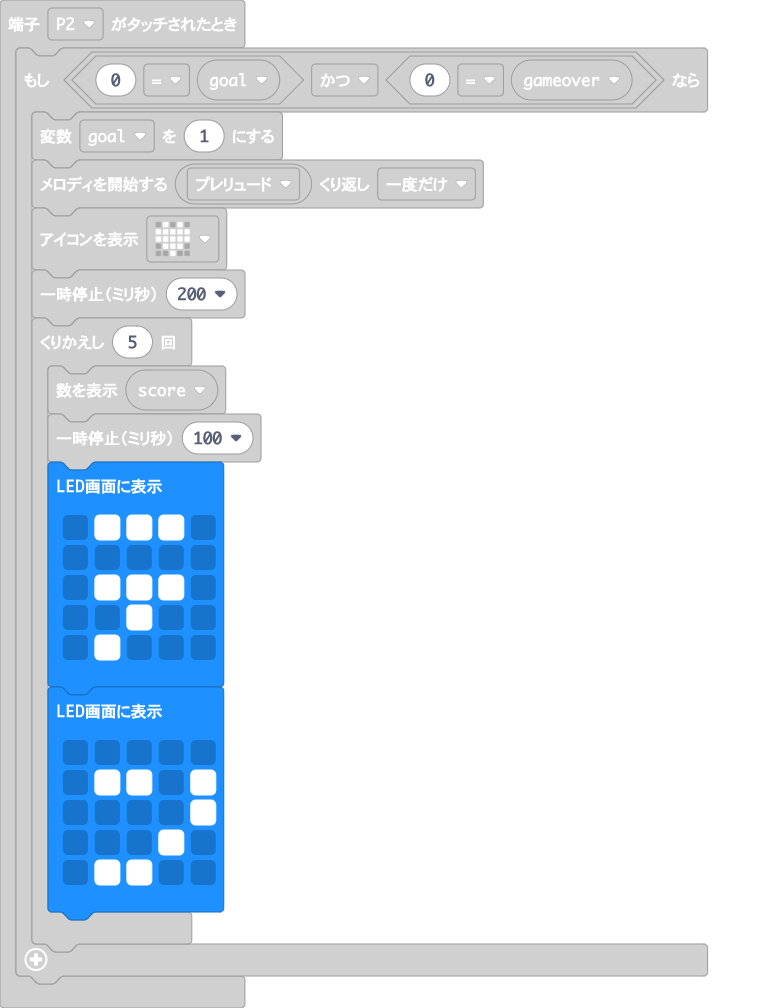 端子 P2 がタッチされたとき
もし 0 = goal かつ 0 = gameover なら
変数 goal を 1 にする
メロディを開始する プレリュード くり返し 一度だけ
アイコンを表示
一時停止(ミリ秒) 200
くりかえし 5 回
数を表示 score
一時停止(ミリ秒) 100
LED画面に表示
LED画面に表示